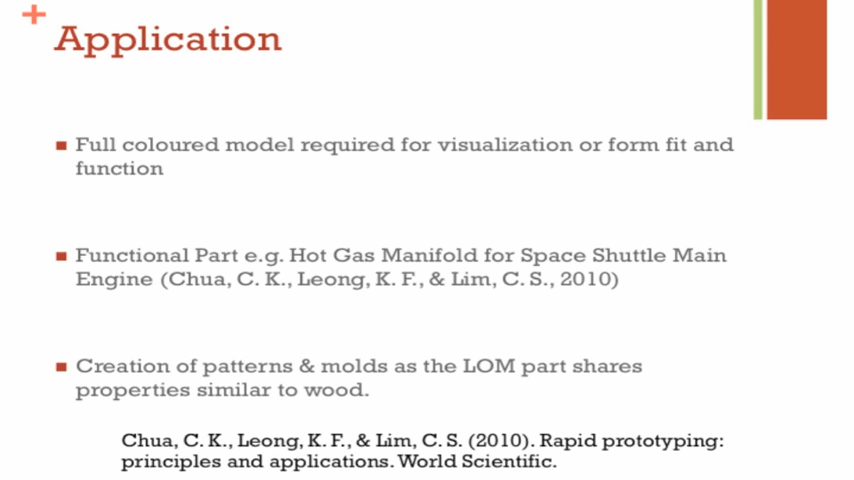 +
Application
Full coloured model required for visualization or form fit and
function
Functional Part e.g. Hot Gas Manifold for Space Shuttle Main
Engine (Chua, C. K., Leong, K. F., & Lim, C. S., 2010)
Creation of patterns & molds as the LOM part shares
properties similar to wood.
Chua, C. K., Leong, K. F., & Lim, C. S. (2010). Rapid prototyping:
principles and applications. World Scientific.